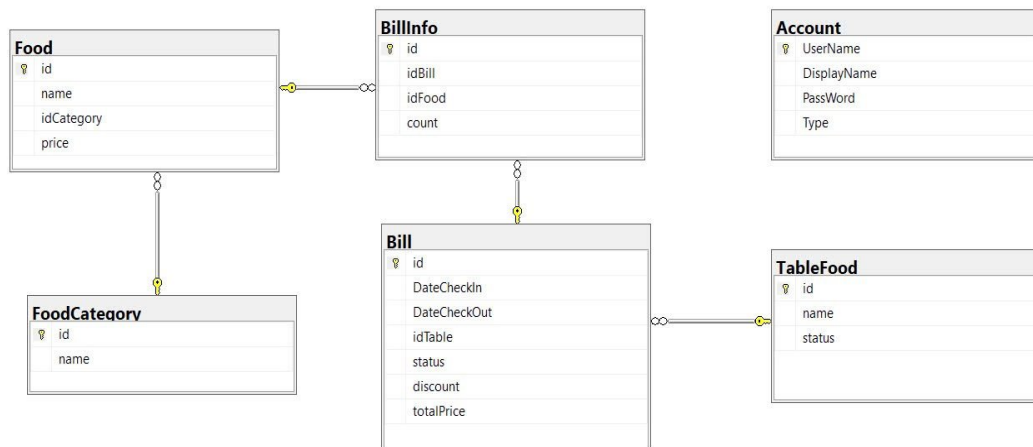 Food
id
name
idCategory
price
BillInfo
id
idBill
idFood
count
Account
UserName
DisplayName
PassWord
Type
FoodCategory
id
name
Bill
id
DateCheckIn
DateCheckOut
idTable
status
discount
totalPrice
TableFood
id
name
status